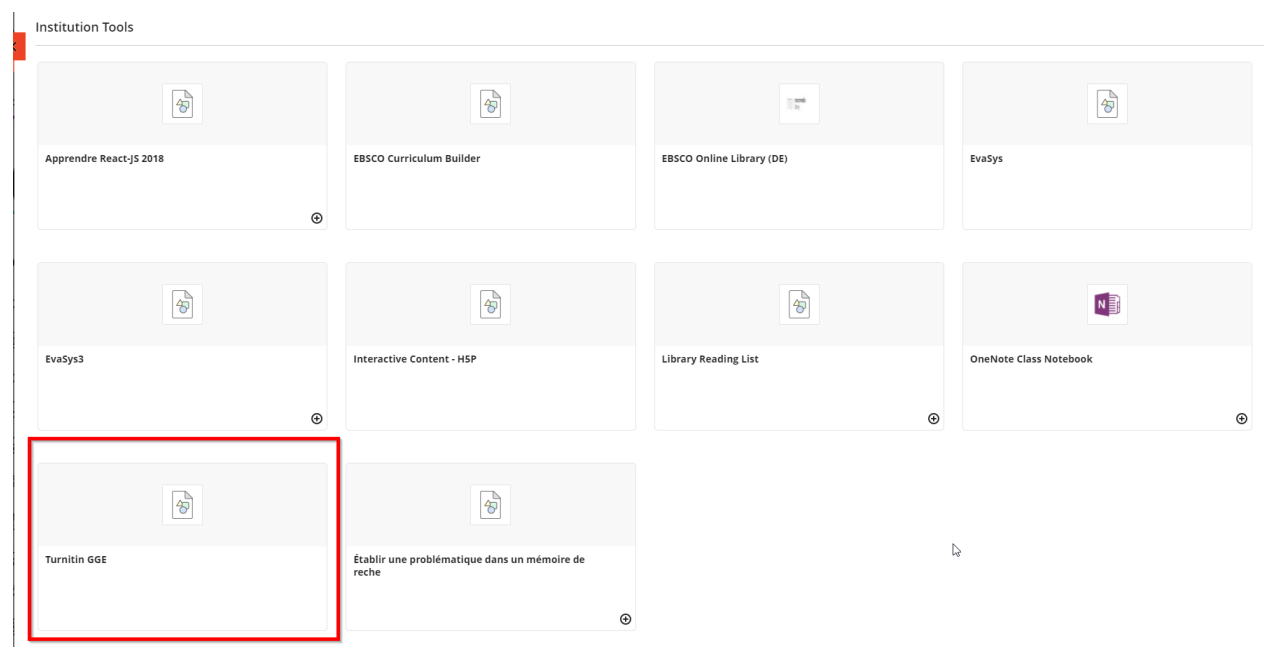 Institution Tools
Apprendre React-JS 2018
EBSCO Curriculum Builder
EBSCO Online Library (DE)
EvaSys
EvaSys3
Interactive Content - H5P
Library Reading List
OneNote Class Notebook
Turnitin GGE
Établir une problématique dans un mémoire de
reche